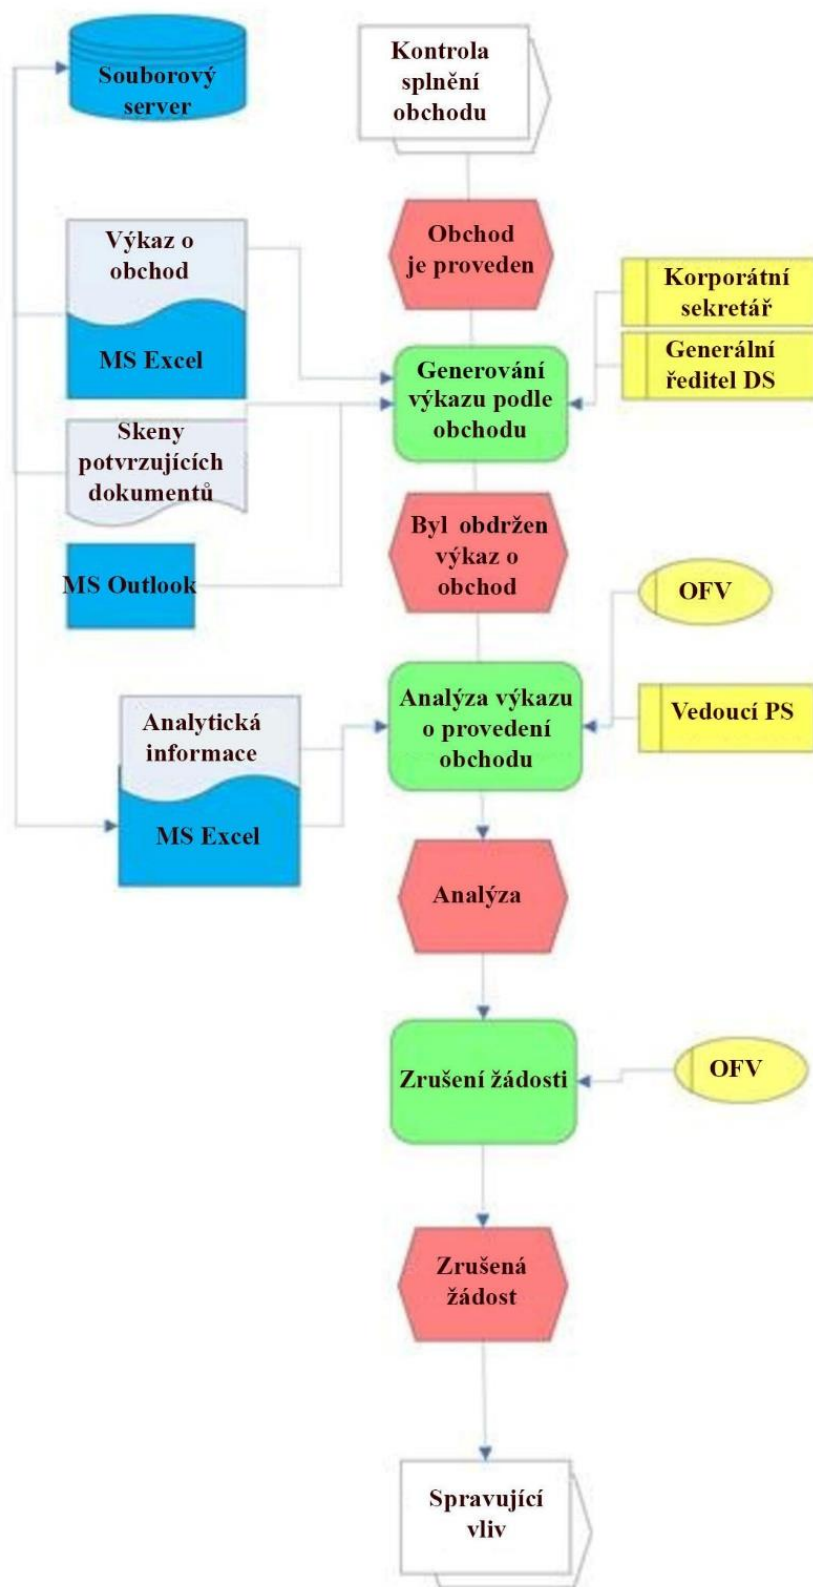 Souborový
server
Kontrola
splnění
obchodu
Výkaz o
obchod
MS Excel
Obchod
je proveden
Korporátní
sekretář
Generální
ředitel DS
Generování
výkazu podle
obchodu
Skeny
potvrzujících
dokumentů
MS Outlook
Byl obdržen
výkaz o
obchod
OFV
Analytická
informace
MS Excel
Analýza výkazu
o provedení
obchodu
Vedoucí PS
Analýza
Zrušení žádosti
OFV
Zrušená
žádost
Spravující
vliv